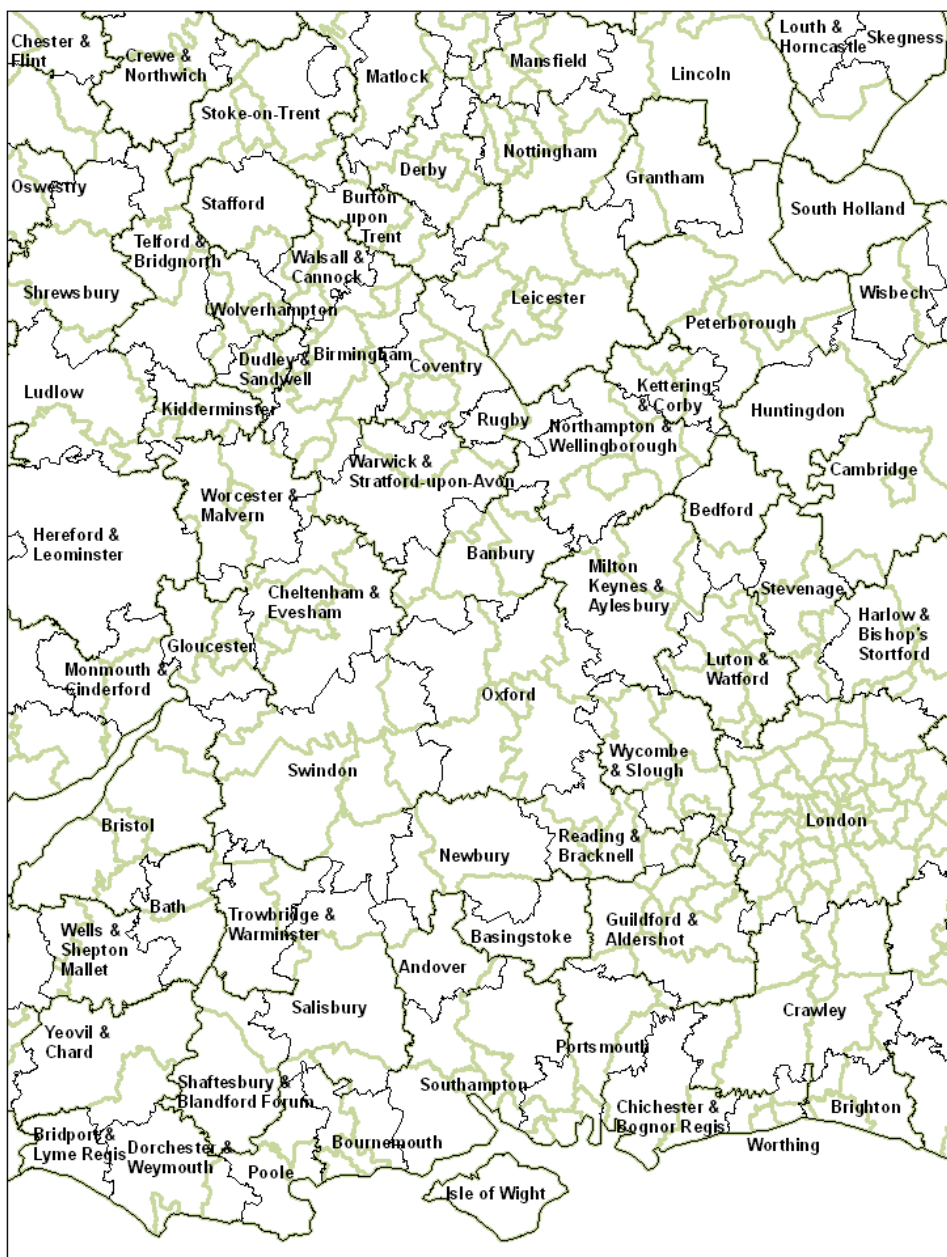 Chester &
Flint
Crewe &
Northwich
Matlock
Mansfield
Lincoln
Louth &
Horncastle
Skegness
Stoke-on-Trent
Nottingham
Derby
Grantham
Oswestry
Stafford
Burton
upon
Trent
South Holland
Telford &
Bridgnorth
Walsall &
Cannock
Shrewsbury
Wolverhampton
Leicester
Wisbech
Peterborough
Dudley &
Sandwell
Birmingham
Coventry
Ludlow
Kidderminster
Rugby
Kettering
& Corby
Huntingdon
Northampton &
Wellingborough
Warwick &
Stratford-upon-Avon
Cambridge
Worcester &
Malvern
Bedford
Hereford &
Leominster
Banbury
Milton
Keynes &
Aylesbury
Stevenage
Cheltenham &
Evesham
Harlow &
Bishop's
Stortford
Gloucester
Monmouth &
Cinderford
Luton &
Watford
Oxford
Swindon
Wycombe
& Slough
Bristol
London
Newbury
Reading &
Bracknell
Bath
Wells &
Shepton
Mallet
Trowbridge &
Warminster
Basingstoke
Guildford &
Aldershot
Andover
Salisbury
Crawley
Yeovil &
Chard
Portsmouth
Shaftesbury &
Blandford Forum
Southampton
Chichester &
Bognor Regis
Brighton
Bridport &
Lyme Regis
Dorchester &
Weymouth
Bournemouth
Worthing
Poole
Isle of Wight